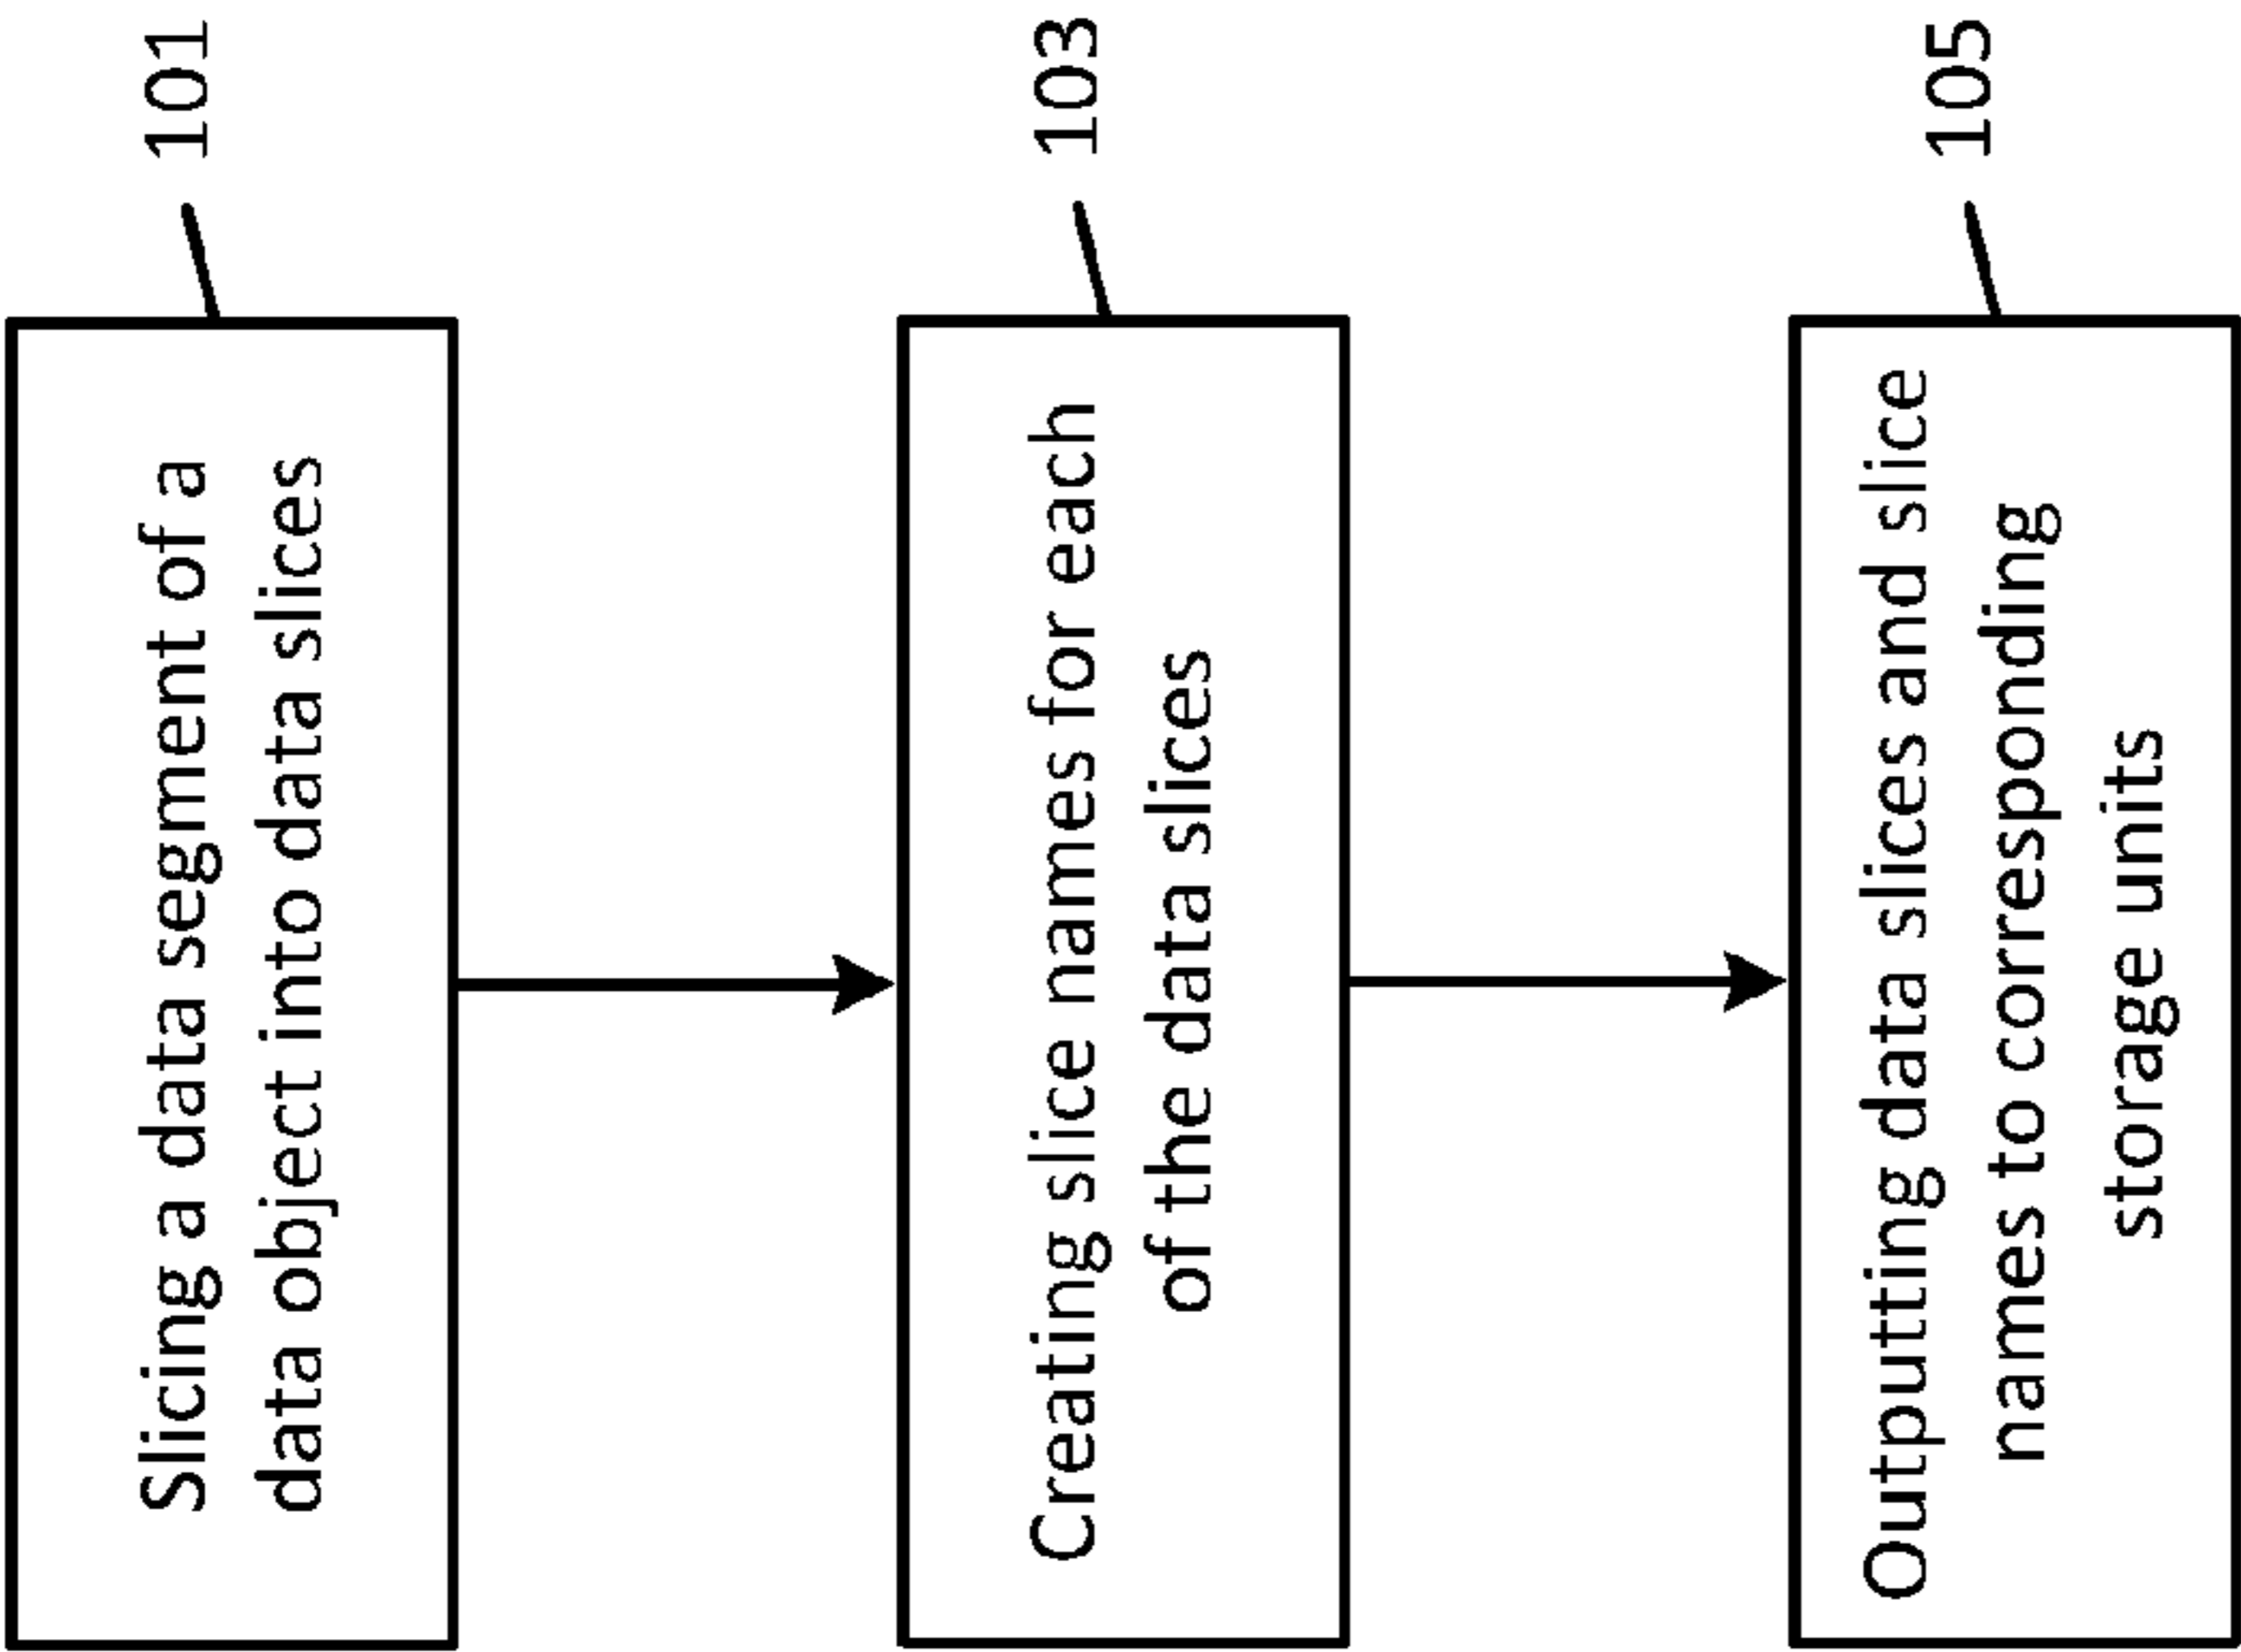 Slicing a data segment of a
data object into data slices
101
Creating slice names for each
of the data slices
103
Outputting data slices and slice
names to corresponding
storage units
105